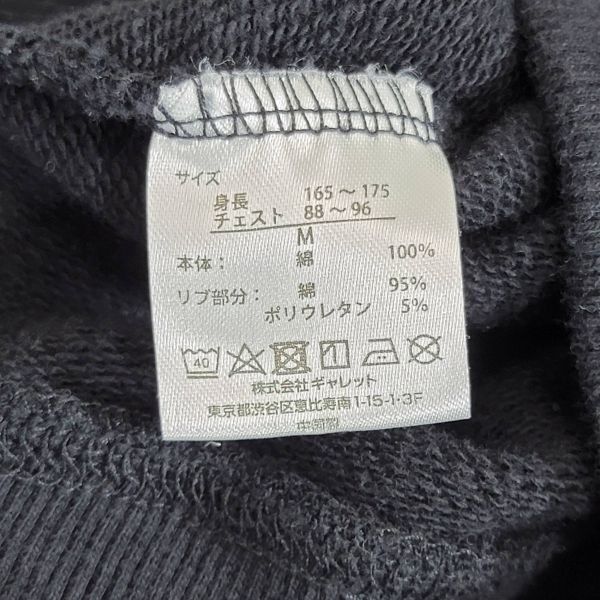 サイズ
身長 165～175
チェスト 88～96
M
本体： 綿 100%
リブ部分： 綿 95%
ポリウレタン 5%
40
株式会社ギャレット
東京都渋谷区恵比寿南1-15-1-3F
中国製